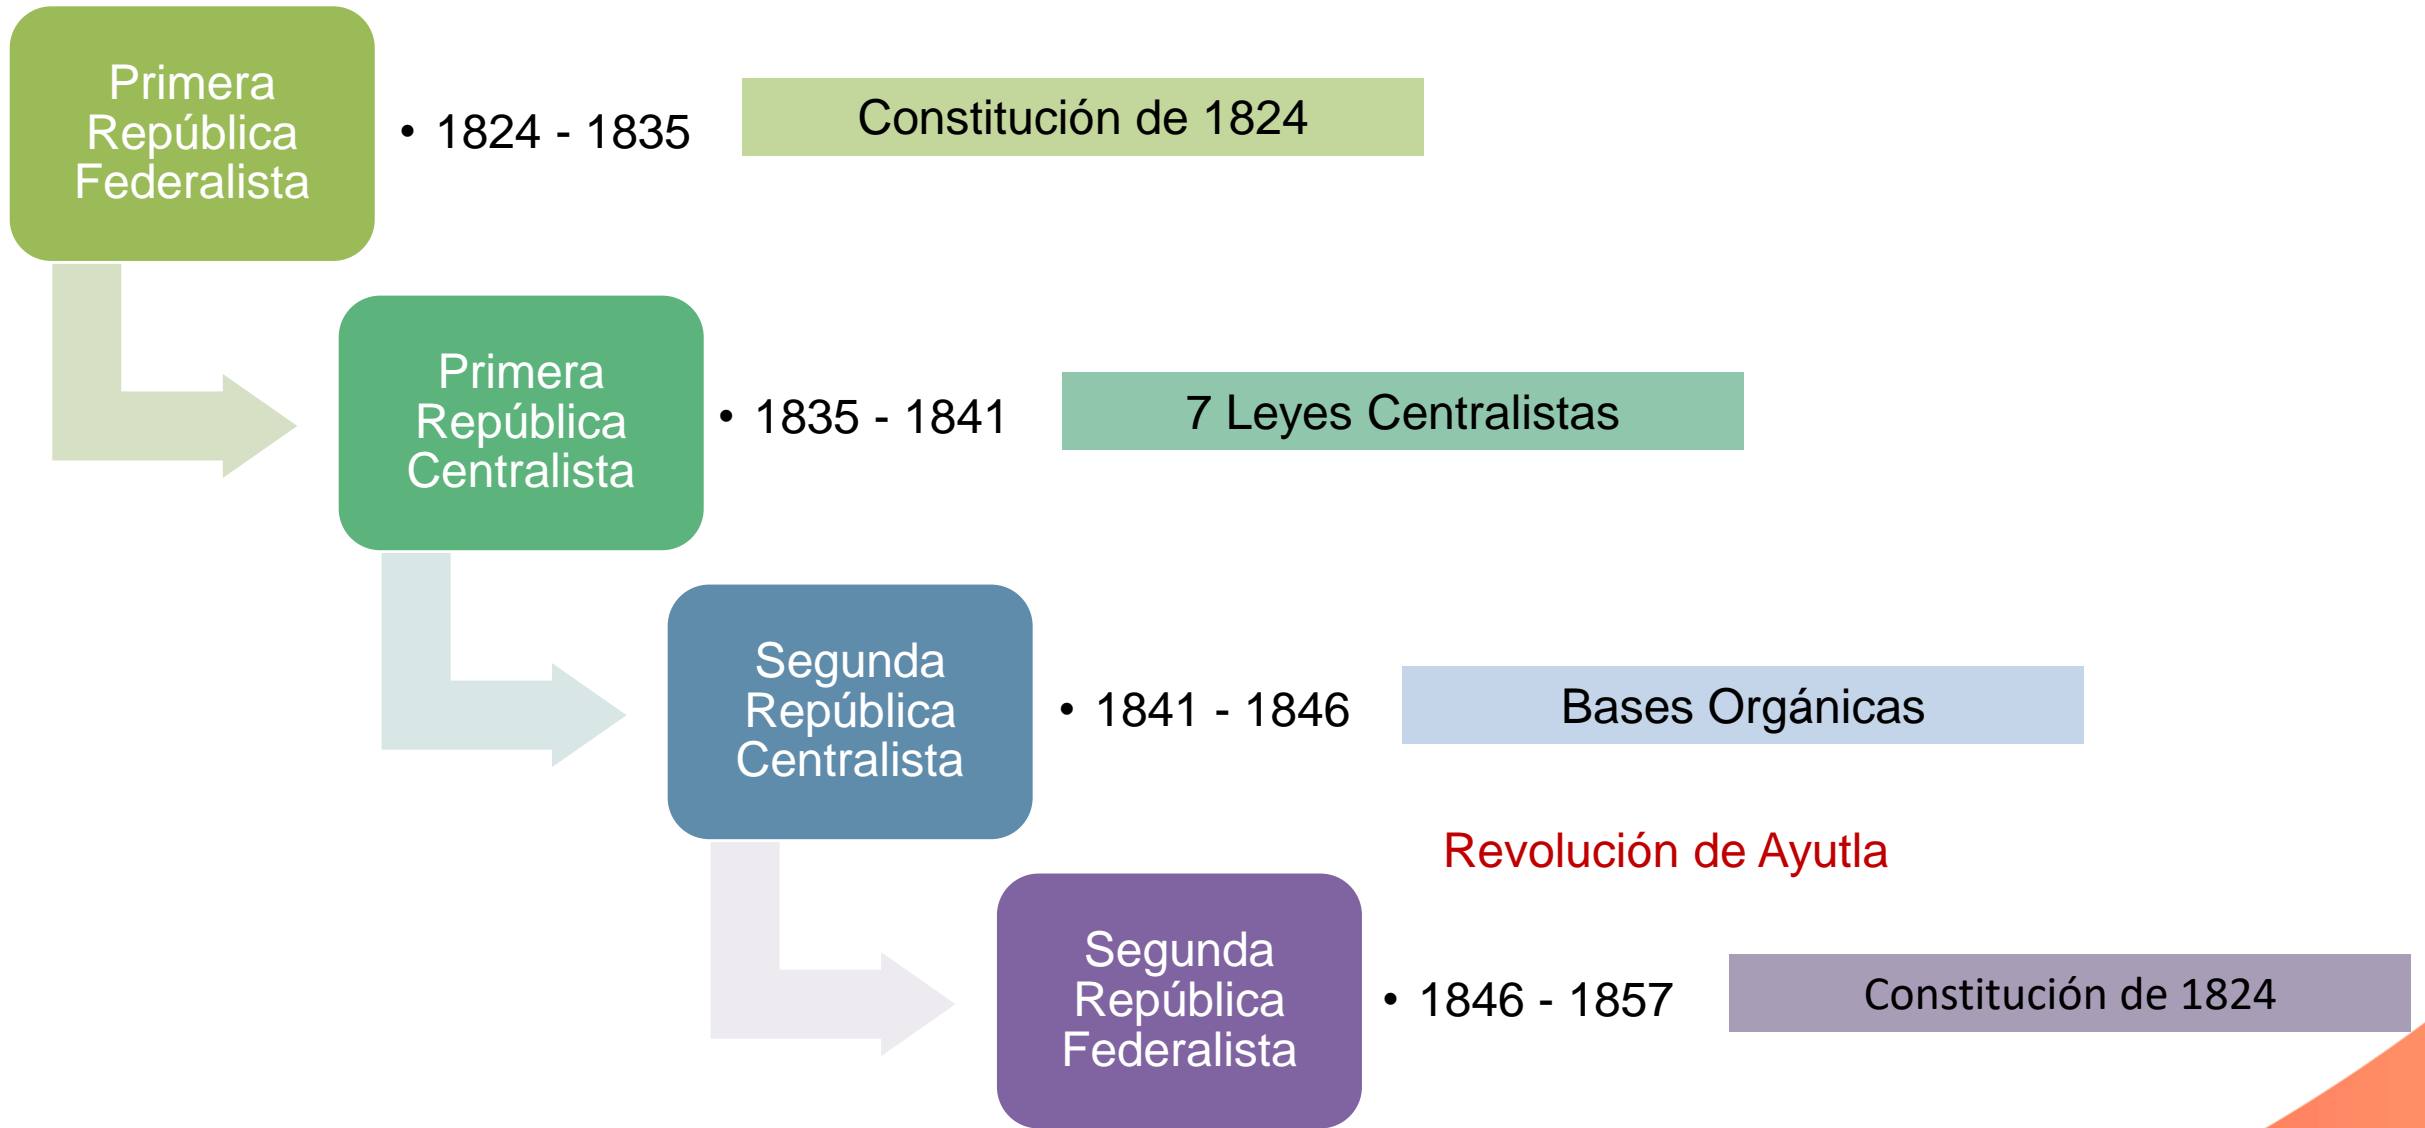 Primera
República
Federalista
• 1824 - 1835
Constitución de 1824
Primera
República
Centralista
• 1835 - 1841
7 Leyes Centralistas
Segunda
República
Centralista
• 1841 - 1846
Bases Orgánicas
Revolución de Ayutla
Segunda
República
Federalista
• 1846 - 1857
Constitución de 1824